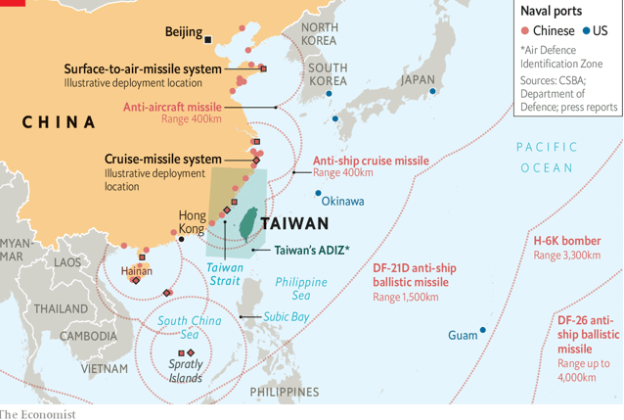 Naval ports
Chinese US
*Air Defence
Identification Zone
Sources: CSBA;
Department of
Defence; press reports
Beijing
NORTH
KOREA
SOUTH
KOREA
JAPAN
Surface-to-air-missile system
Illustrative deployment location
Anti-aircraft missile
Range 400km
CHINA
PACIFIC
OCEAN
Cruise-missile system
Illustrative deployment
location
Anti-ship cruise missile
Range 400km
Okinawa
Hong
Kong
TAIWAN
Taiwan's ADIZ*
MYAN-
MAR
LAOS
Hainan
Taiwan
Strait
Philippine
Sea
DF-21D anti-ship
ballistic missile
Range 1,500km
H-6K bomber
Range 3,300km
THAILAND
South China
Sea
Subic Bay
Guam
DF-26 anti-
ship ballistic
missile
Range up to
4,000km
CAMBODIA
VIETNAM
Spratly
Islands
PHILIPPINES
The Economist